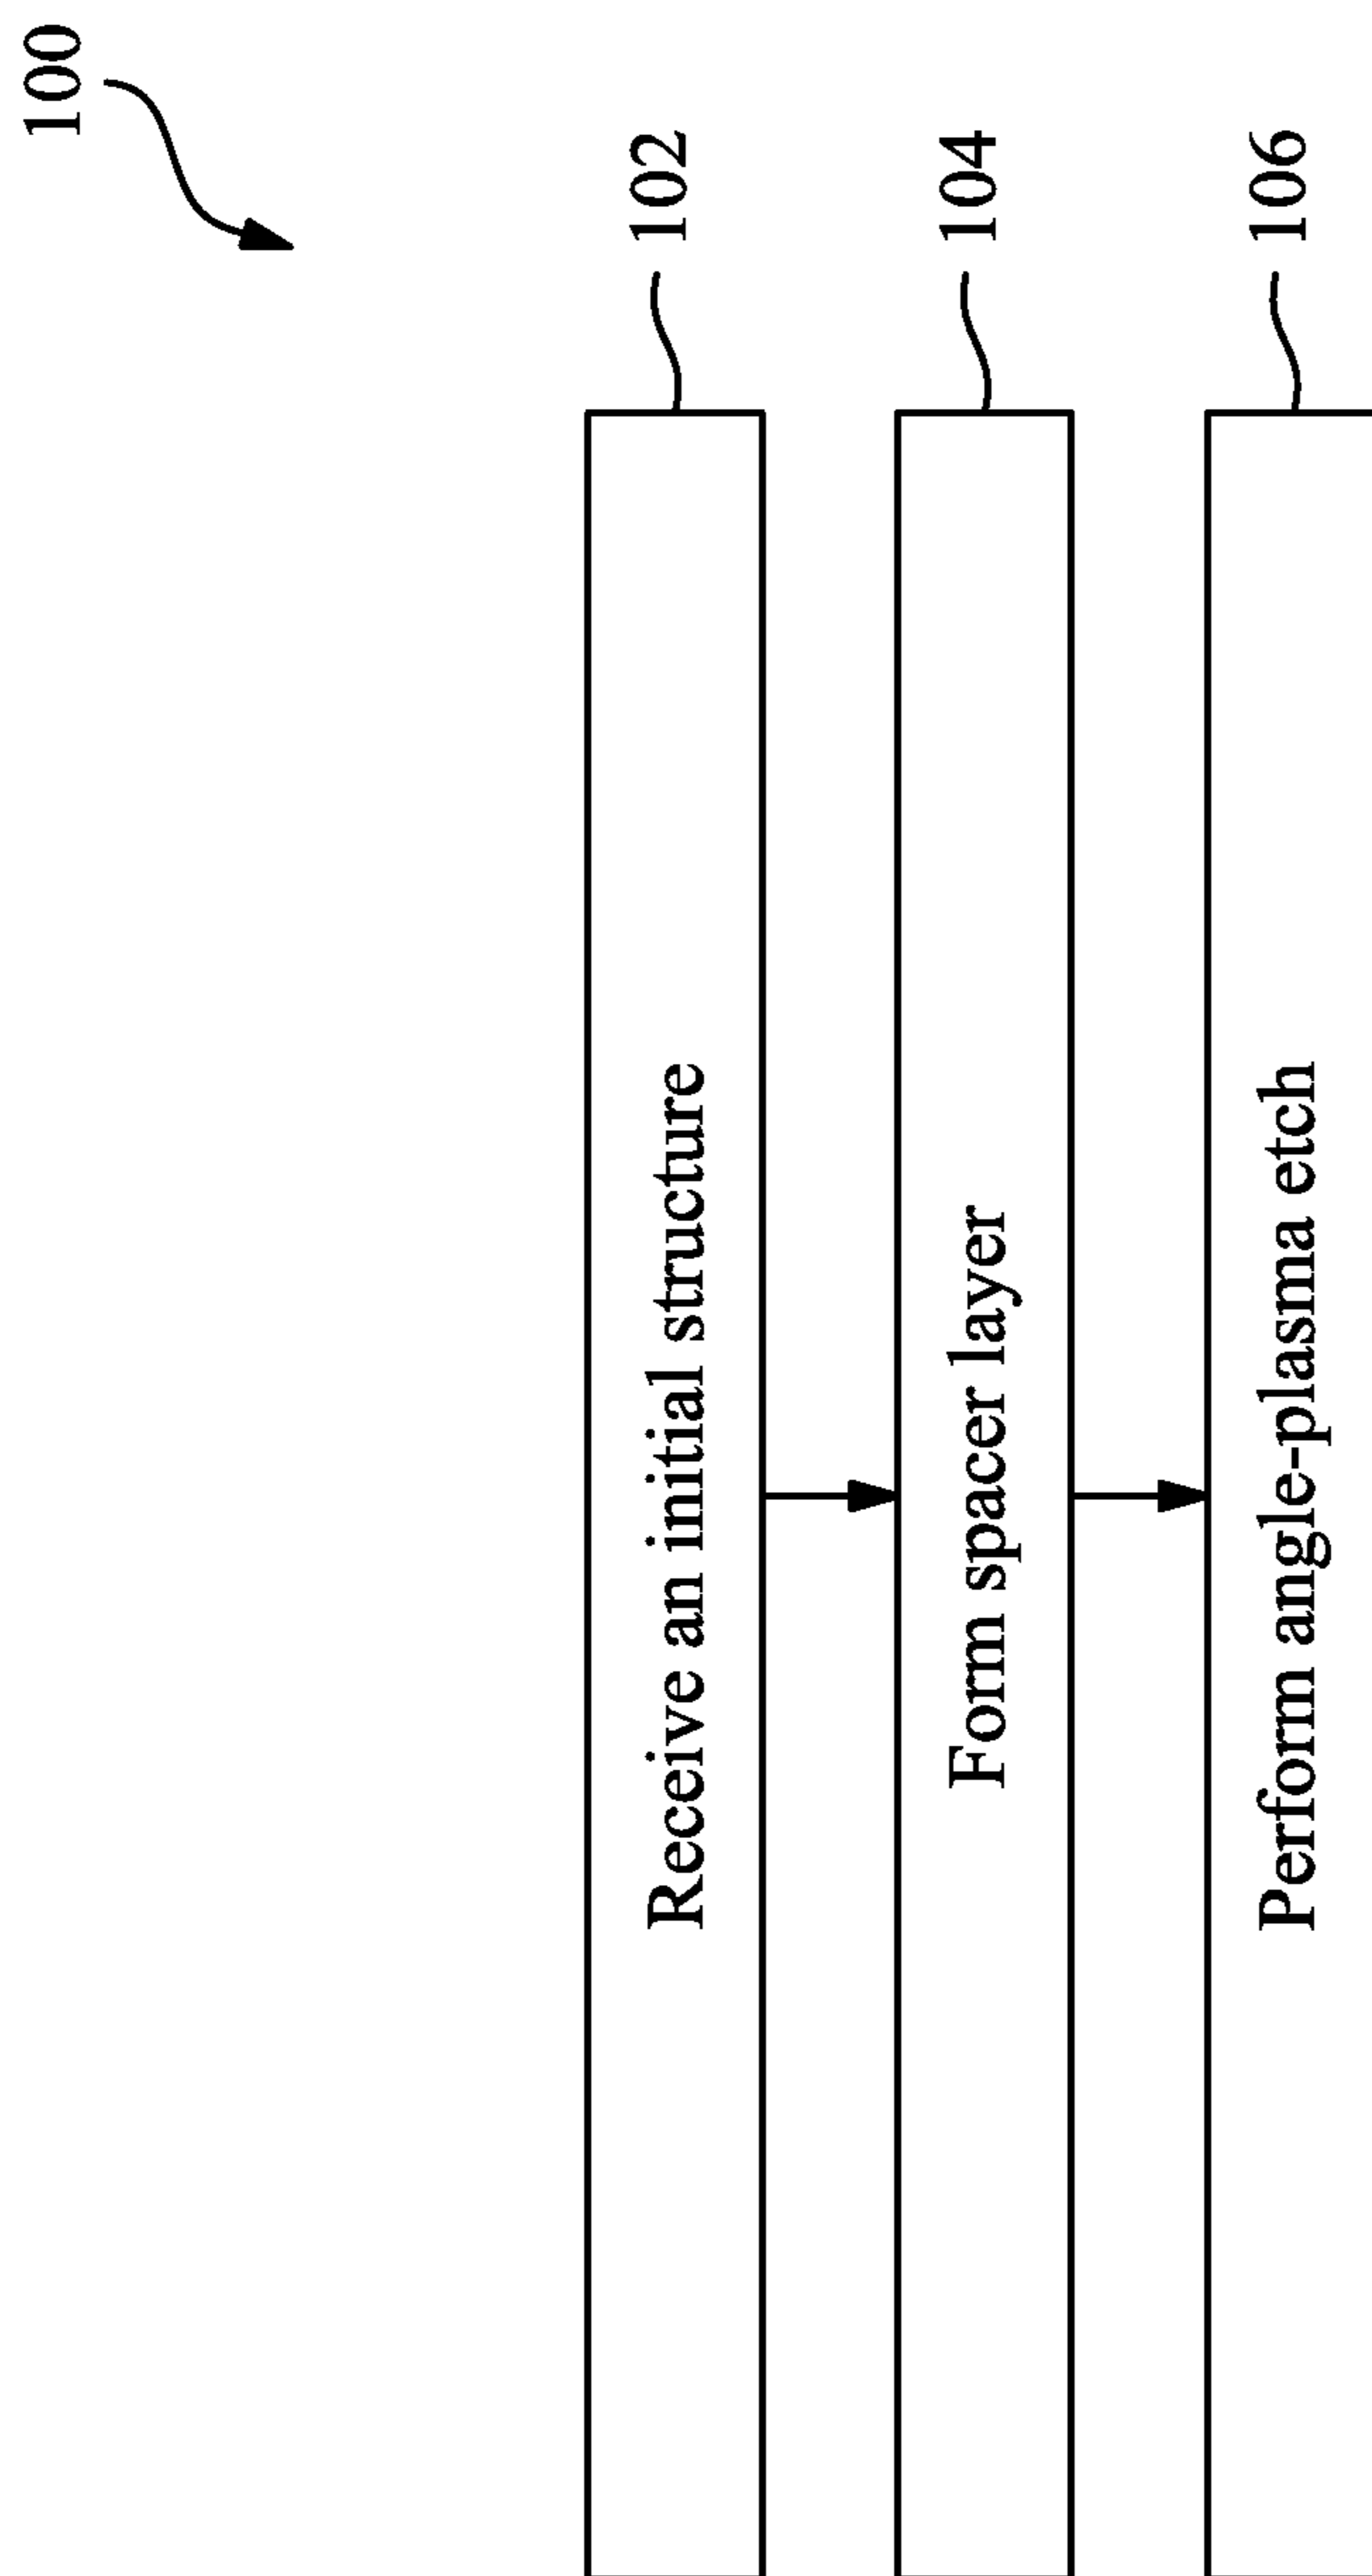 100
Receive an initial structure
102
Form spacer layer
104
Perform angle-plasma etch
106